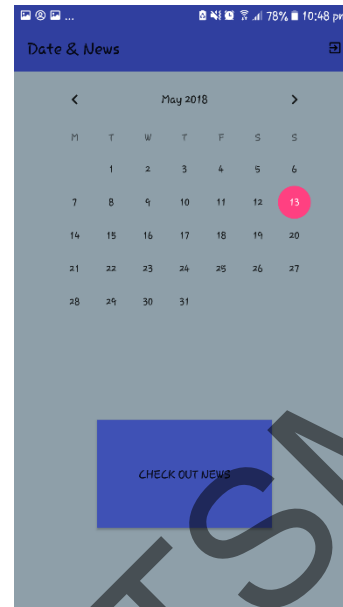 ... 78% 10:48 pm
Date & News
< May 2018 >
M T W T F S S
1 2 3 4 5 6
7 8 9 10 11 12 13
14 15 16 17 18 19 20
21 22 23 24 25 26 27
28 29 30 31
CHECK OUT NEWS
TSM